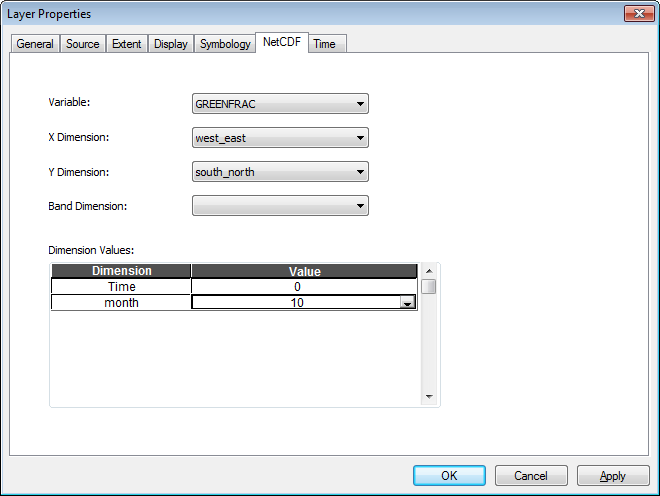 Layer Properties
General Source Extent Display Symbology NetCDF Time
Variable: GREENFRAC
X Dimension: west_east
Y Dimension: south_north
Band Dimension:
Dimension Values:
Dimension Value
Time 0
month 10
OK Cancel Apply